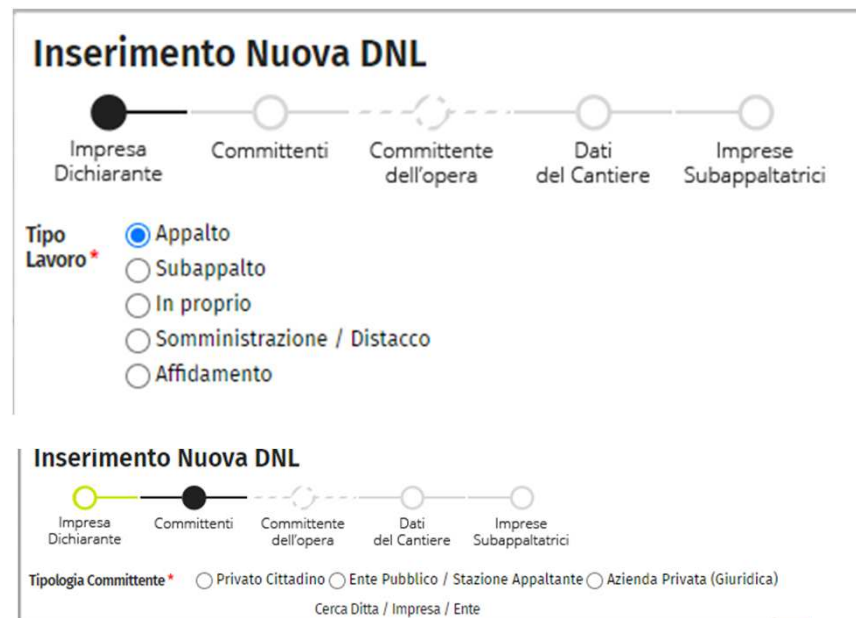 Inserimento Nuova DNL
Impresa Dichiarante
Committenti
Committente dell'opera
Dati del Cantiere
Imprese Subappaltatrici
Tipo Lavoro *
Appalto
Subappalto
In proprio
Somministrazione / Distacco
Affidamento
Inserimento Nuova DNL
Impresa Dichiarante
Committenti
Committente dell'opera
Dati del Cantiere
Imprese Subappaltatrici
Tipologia Committente * Privato Cittadino Ente Pubblico / Stazione Appaltante Azienda Privata (Giuridica)
Cerca Ditta / Impresa / Ente